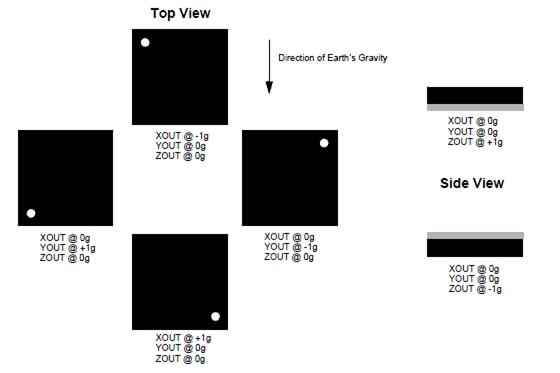 Top View
Direction of Earth's Gravity
XOUT @ -1g
YOUT @ 0g
ZOUT @ 0g
XOUT @ 0g
YOUT @ +1g
ZOUT @ 0g
XOUT @ 0g
YOUT @ -1g
ZOUT @ 0g
XOUT @ +1g
YOUT @ 0g
ZOUT @ 0g
XOUT @ 0g
YOUT @ 0g
ZOUT @ +1g
Side View
XOUT @ 0g
YOUT @ 0g
ZOUT @ -1g